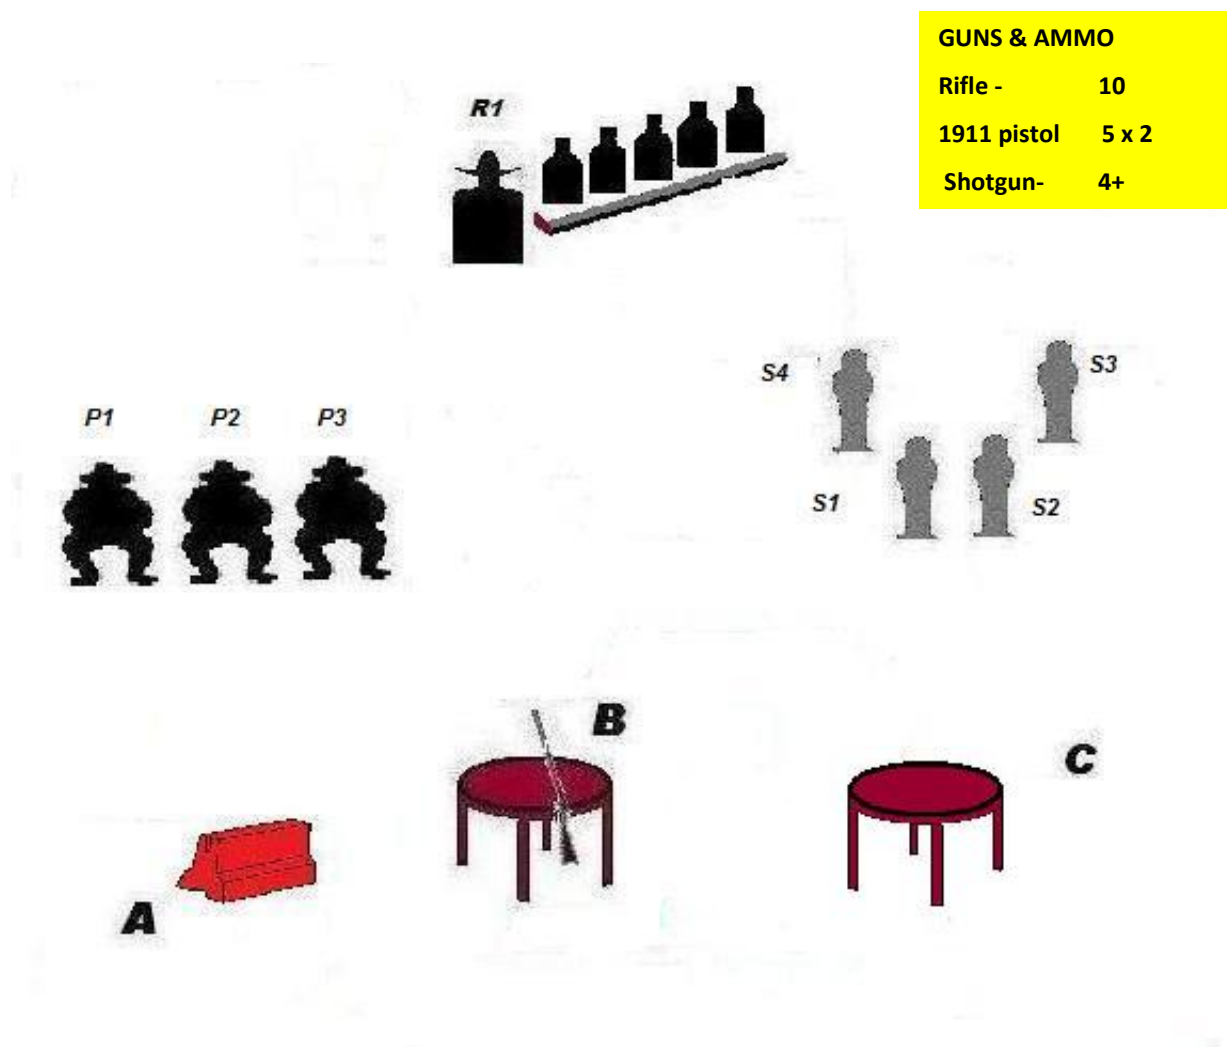 GUNS & AMMO
Rifle - 10
1911 pistol 5 x 2
Shotgun- 4+
R1
S4
S3
P1 P2 P3
S1
S2
B
C
A